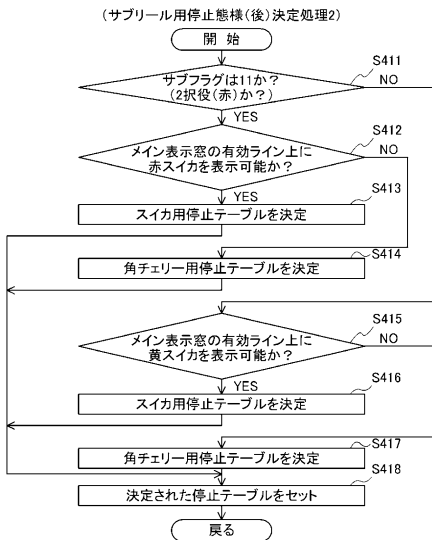 (サブリール用停止態様(後)決定処理2)
開 始
S411
サブフラグは11か?
(2択役(赤)か?)
NO
YES
S412
メイン表示窓の有効ライン上に
赤スイカを表示可能か?
NO
YES
S413
スイカ用停止テーブルを決定
S414
角チェリー用停止テーブルを決定
S415
メイン表示窓の有効ライン上に
黄スイカを表示可能か?
NO
YES
S416
スイカ用停止テーブルを決定
S417
角チェリー用停止テーブルを決定
S418
決定された停止テーブルをセット
戻る